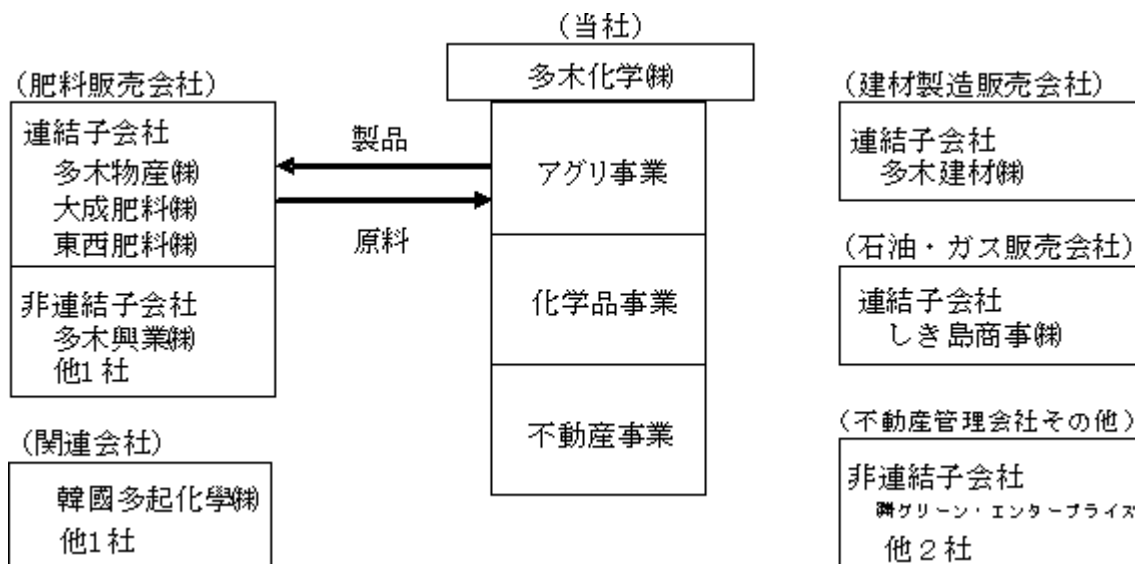 (当社)
多木化学㈱
アグリ事業
化学品事業
不動産事業
(肥料販売会社)
連結子会社
多木物産㈱
大成肥料㈱
東西肥料㈱
非連結子会社
多木興業㈱
他1社
製品
原料
(関連会社)
韓國多起化學㈱
他1社
(建材製造販売会社)
連結子会社
多木建材㈱
(石油・ガス販売会社)
連結子会社
しき島商事㈱
(不動産管理会社その他)
非連結子会社
㈱グリーン・エンタープライズ
他2社